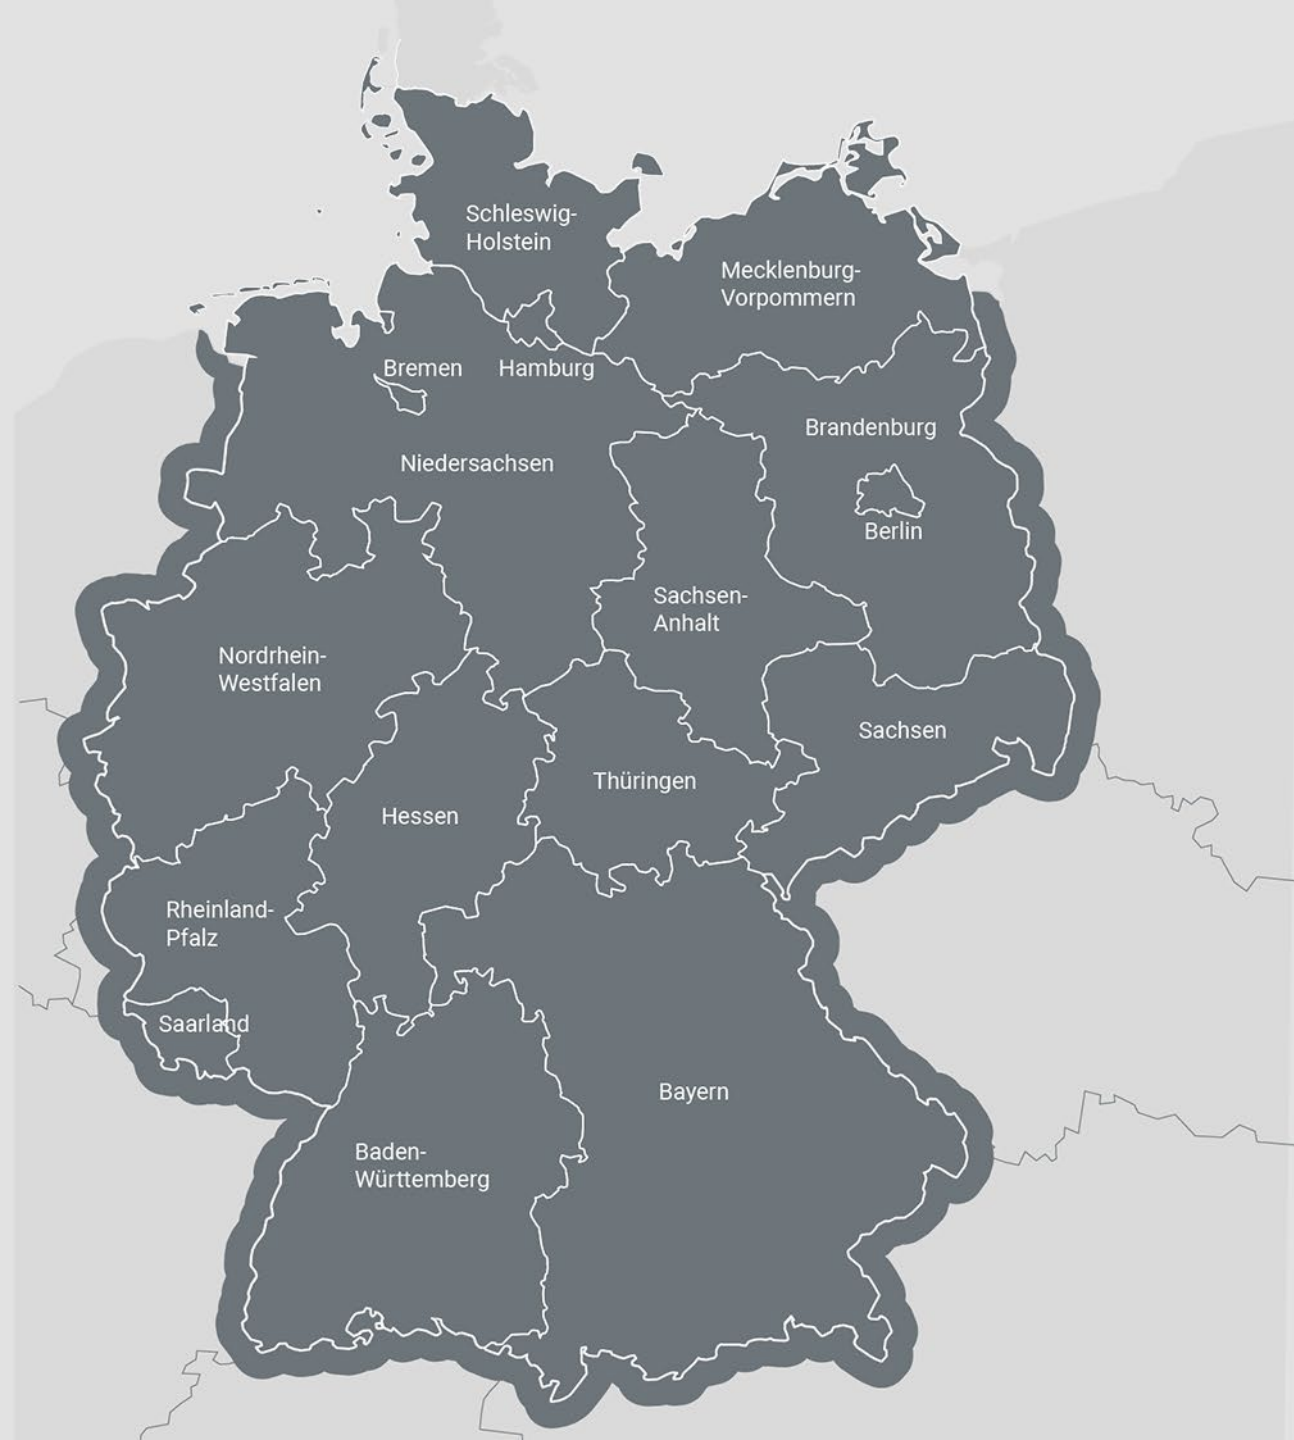 Schleswig-
Holstein
Mecklenburg-
Vorpommern
Bremen
Hamburg
Brandenburg
Niedersachsen
Berlin
Sachsen-
Anhalt
Nordrhein-
Westfalen
Sachsen
Thüringen
Hessen
Rheinland-
Pfalz
Saarland
Bayern
Baden-
Württemberg